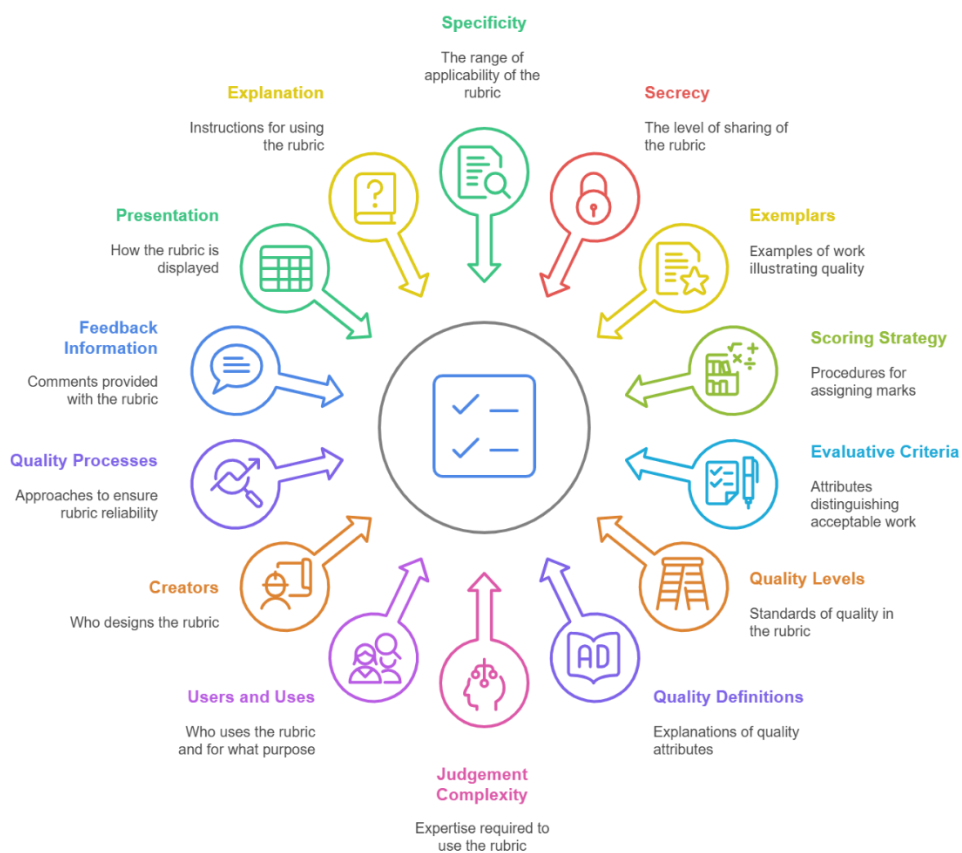 Specificity
The range of
applicability of the
rubric
Secrecy
The level of sharing of
the rubric
Exemplars
Examples of work
illustrating quality
Scoring Strategy
Procedures for
assigning marks
Evaluative Criteria
Attributes
distinguishing
acceptable work
Quality Levels
Standards of quality in
the rubric
Quality Definitions
Explanations of quality
attributes
AD
Judgement
Complexity
Expertise required to
use the rubric
Users and Uses
Who uses the rubric
and for what purpose
Creators
Who designs the rubric
Quality Processes
Approaches to ensure
rubric reliability
Feedback
Information
Comments provided
with the rubric
Presentation
How the rubric is
displayed
Explanation
Instructions for using
the rubric
?